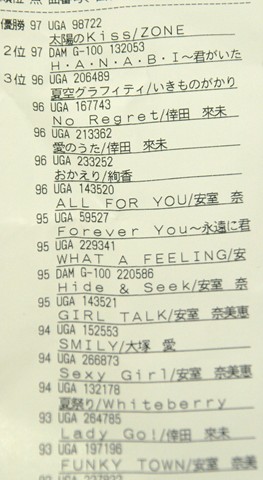 優勝 97 UGA 98722
太陽のKiss/ZONE
2位 97 DAM G-100 132053
H・A・N・A・B・I～君がいた
3位 96 UGA 206489
夏空グラフィティ/いきものがかり
96 UGA 167743
No Regret/倖田 來未
96 UGA 213362
愛のうた/倖田 來未
96 UGA 233252
おかえり/絢香
96 UGA 143520
ALL FOR YOU/安室 奈
95 UGA 59527
Forever You～永遠に君
95 UGA 229341
WHAT A FEELING/安
95 DAM G-100 220586
Hide & Seek/安室 奈
95 UGA 143521
GIRL TALK/安室 奈美恵
94 UGA 152553
SMILY/大塚 愛
94 UGA 266873
Sexy Girl/安室 奈美恵
94 UGA 132178
夏祭り/Whiteberry
93 UGA 264785
Lady Go!/倖田 來未
93 UGA 197196
FUNKY TOWN/安室 奈美